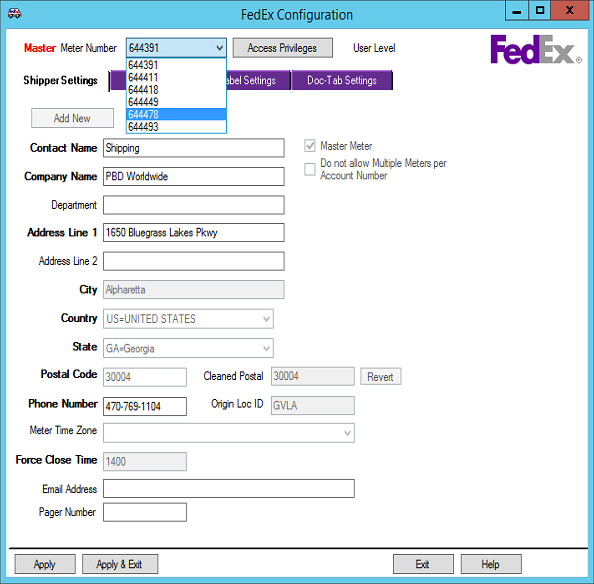 FedEx Configuration
Master Meter Number 644391 Access Privileges User Level FedEx®
644391
644411
644418
644449
644478
644493
Shipper Settings abel Settings Doc-Tab Settings
Add New
Contact Name Shipping Master Meter
Company Name PBD Worldwide Do not allow Multiple Meters per
Account Number
Department
Address Line 1 1650 Bluegrass Lakes Pkwy
Address Line 2
City Alpharetta
Country US=UNITED STATES
State GA=Georgia
Postal Code 30004 Cleaned Postal 30004 Revert
Phone Number 470-769-1104 Origin Loc ID GVLA
Meter Time Zone
Force Close Time 1400
Email Address
Pager Number
Apply Apply & Exit Exit Help